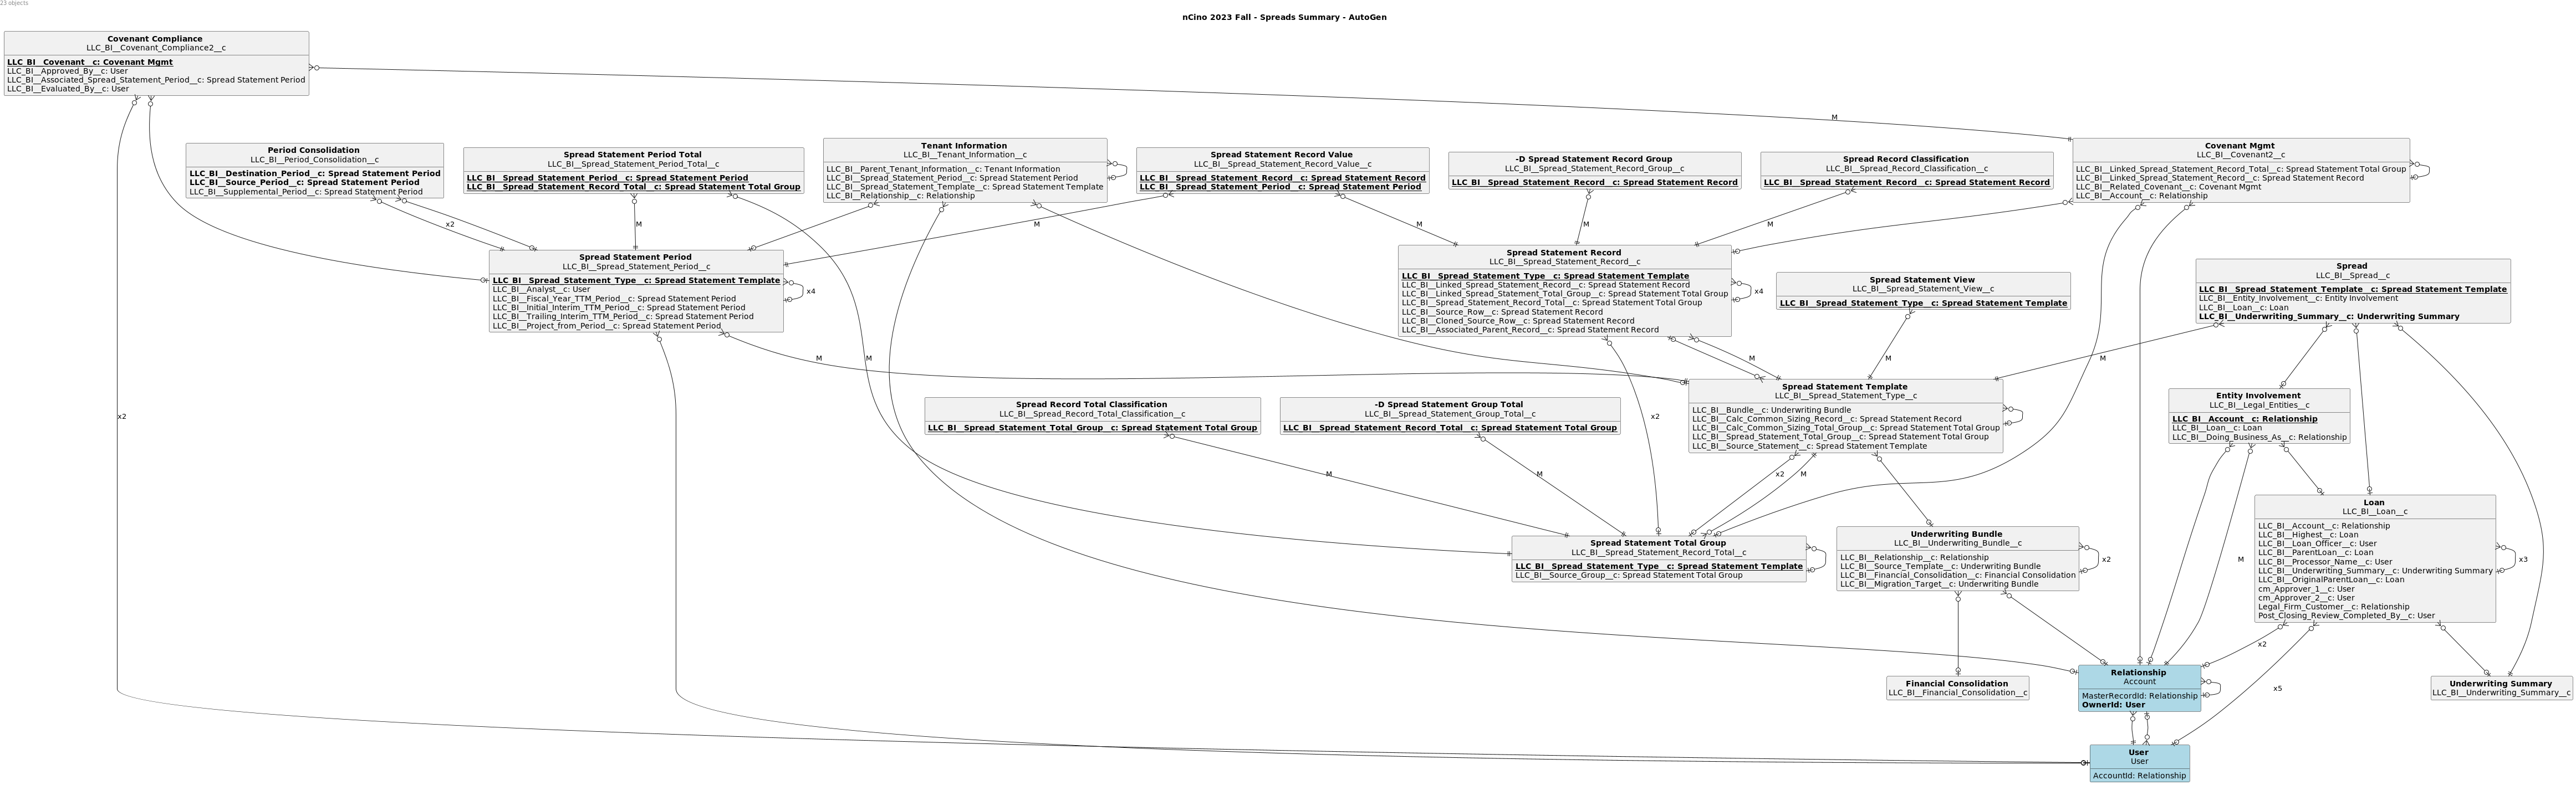 23 objects
nCino 2023 Fall - Spreads Summary - AutoGen
Covenant Compliance
LLC_BI__Covenant_Compliance2__c
LLC_BI__Covenant__c: Covenant Mgmt
LLC_BI__Approved_By__c: User
LLC_BI__Associated_Spread_Statement_Period__c: Spread Statement Period
LLC_BI__Evaluated_By__c: User
M
Period Consolidation
LLC_BI__Period_Consolidation__c
LLC_BI__Destination_Period__c: Spread Statement Period
LLC_BI__Source_Period__c: Spread Statement Period
LLC_BI__Supplemental_Period__c: Spread Statement Period
Spread Statement Period Total
LLC_BI__Spread_Statement_Period_Total__c
LLC_BI__Spread_Statement_Period__c: Spread Statement Period
LLC_BI__Spread_Statement_Record_Total__c: Spread Statement Total Group
Tenant Information
LLC_BI__Tenant_Information__c
LLC_BI__Parent_Tenant_Information__c: Tenant Information
LLC_BI__Spread_Statement_Period__c: Spread Statement Period
LLC_BI__Spread_Statement_Template__c: Spread Statement Template
LLC_BI__Relationship__c: Relationship
Spread Statement Record Value
LLC_BI__Spread_Statement_Record_Value__c
LLC_BI__Spread_Statement_Record__c: Spread Statement Record
LLC_BI__Spread_Statement_Period__c: Spread Statement Period
-D Spread Statement Record Group
LLC_BI__Spread_Statement_Record_Group__c
LLC_BI__Spread_Statement_Record__c: Spread Statement Record
Spread Record Classification
LLC_BI__Spread_Record_Classification__c
LLC_BI__Spread_Statement_Record__c: Spread Statement Record
Covenant Mgmt
LLC_BI__Covenant2__c
LLC_BI__Linked_Spread_Statement_Record_Total__c: Spread Statement Total Group
LLC_BI__Linked_Spread_Statement_Record__c: Spread Statement Record
LLC_BI__Related_Covenant__c: Covenant Mgmt
LLC_BI__Account__c: Relationship
x2
M
M
M
M
M
Spread Statement Period
LLC_BI__Spread_Statement_Period__c
LLC_BI__Spread_Statement_Type__c: Spread Statement Template
LLC_BI__Analyst__c: User
LLC_BI__Fiscal_Year_TTM_Period__c: Spread Statement Period
LLC_BI__Initial_Interim_TTM_Period__c: Spread Statement Period
LLC_BI__Trailing_Interim_TTM_Period__c: Spread Statement Period
LLC_BI__Project_from_Period__c: Spread Statement Period
x4
Spread Statement Record
LLC_BI__Spread_Statement_Record__c
LLC_BI__Spread_Statement_Type__c: Spread Statement Template
LLC_BI__Linked_Spread_Statement_Record__c: Spread Statement Record
LLC_BI__Linked_Spread_Statement_Total_Group__c: Spread Statement Total Group
LLC_BI__Spread_Statement_Record_Total__c: Spread Statement Total Group
LLC_BI__Source_Row__c: Spread Statement Record
LLC_BI__Cloned_Source_Row__c: Spread Statement Record
LLC_BI__Associated_Parent_Record__c: Spread Statement Record
x4
Spread Statement View
LLC_BI__Spread_Statement_View__c
LLC_BI__Spread_Statement_Type__c: Spread Statement Template
Spread
LLC_BI__Spread__c
LLC_BI__Spread_Statement_Template__c: Spread Statement Template
LLC_BI__Entity_Involvement__c: Entity Involvement
LLC_BI__Loan__c: Loan
LLC_BI__Underwriting_Summary__c: Underwriting Summary
M
M
M
M
M
x2
Spread Record Total Classification
LLC_BI__Spread_Record_Total_Classification__c
LLC_BI__Spread_Statement_Total_Group__c: Spread Statement Total Group
-D Spread Statement Group Total
LLC_BI__Spread_Statement_Group_Total__c
LLC_BI__Spread_Statement_Record_Total__c: Spread Statement Total Group
x2
Spread Statement Template
LLC_BI__Spread_Statement_Type__c
LLC_BI__Bundle__c: Underwriting Bundle
LLC_BI__Calc_Common_Sizing_Record__c: Spread Statement Record
LLC_BI__Calc_Common_Sizing_Total_Group__c: Spread Statement Total Group
LLC_BI__Spread_Statement_Total_Group__c: Spread Statement Total Group
LLC_BI__Source_Statement__c: Spread Statement Template
Entity Involvement
LLC_BI__Legal_Entities__c
LLC_BI__Account__c: Relationship
LLC_BI__Loan__c: Loan
LLC_BI__Doing_Business_As__c: Relationship
M
M
x2
M
Spread Statement Total Group
LLC_BI__Spread_Statement_Record_Total__c
LLC_BI__Spread_Statement_Type__c: Spread Statement Template
LLC_BI__Source_Group__c: Spread Statement Total Group
Underwriting Bundle
LLC_BI__Underwriting_Bundle__c
LLC_BI__Relationship__c: Relationship
LLC_BI__Source_Template__c: Underwriting Bundle
LLC_BI__Financial_Consolidation__c: Financial Consolidation
LLC_BI__Migration_Target__c: Underwriting Bundle
x2
M
Loan
LLC_BI__Loan__c
LLC_BI__Account__c: Relationship
LLC_BI__Highest__c: Loan
LLC_BI__Loan_Officer__c: User
LLC_BI__ParentLoan__c: Loan
LLC_BI__Processor_Name__c: User
LLC_BI__Underwriting_Summary__c: Underwriting Summary
LLC_BI__OriginalParentLoan__c: Loan
cm_Approver_1__c: User
cm_Approver_2__c: User
Legal_Firm_Customer__c: Relationship
Post_Closing_Review_Completed_By__c: User
x3
x2
Financial Consolidation
LLC_BI__Financial_Consolidation__c
Relationship
Account
MasterRecordId: Relationship
OwnerId: User
x5
Underwriting Summary
LLC_BI__Underwriting_Summary__c
User
User
AccountId: Relationship